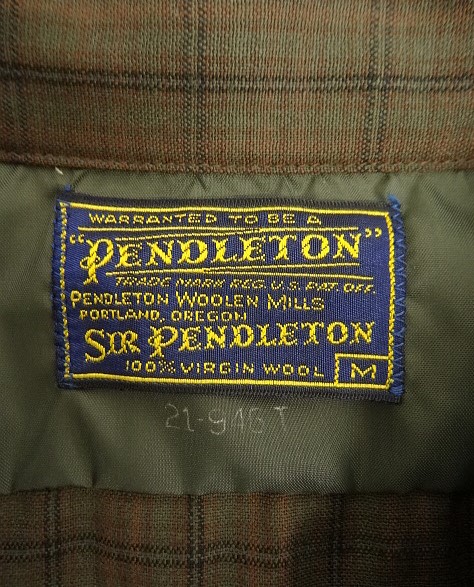 WARRANTED TO BE A
"PENDLETON"
TRADE MARK REG. U.S. PAT. OFF.
PENDLETON WOOLEN MILLS
PORTLAND, OREGON
SIR PENDLETON
100% VIRGIN WOOL M
21-946 T